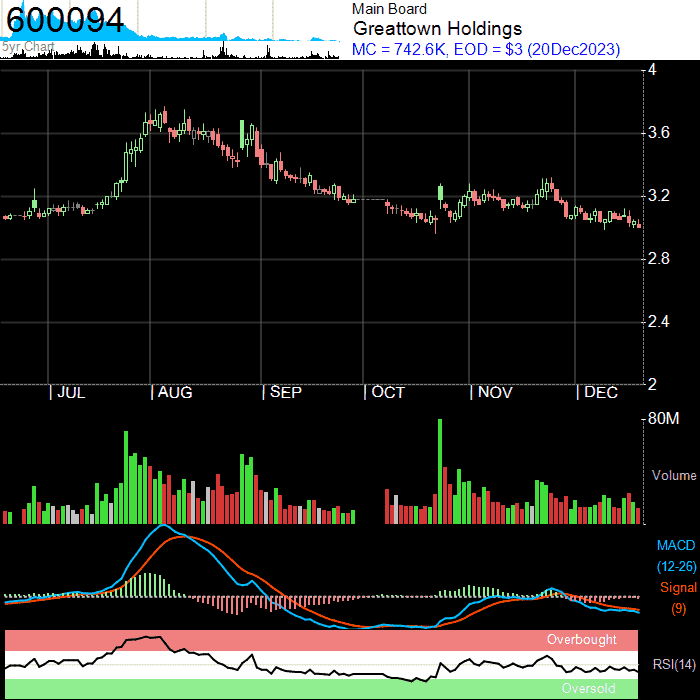 600094
5yr Chart
Main Board
Greattown Holdings
MC = 742.6K, EOD = $3 (20Dec2023)
4
3.6
3.2
2.8
2.4
2
| JUL | AUG | SEP | OCT | NOV | DEC
80M
Volume
MACD
(12-26)
Signal
(9)
Overbought
RSI(14)
Oversold